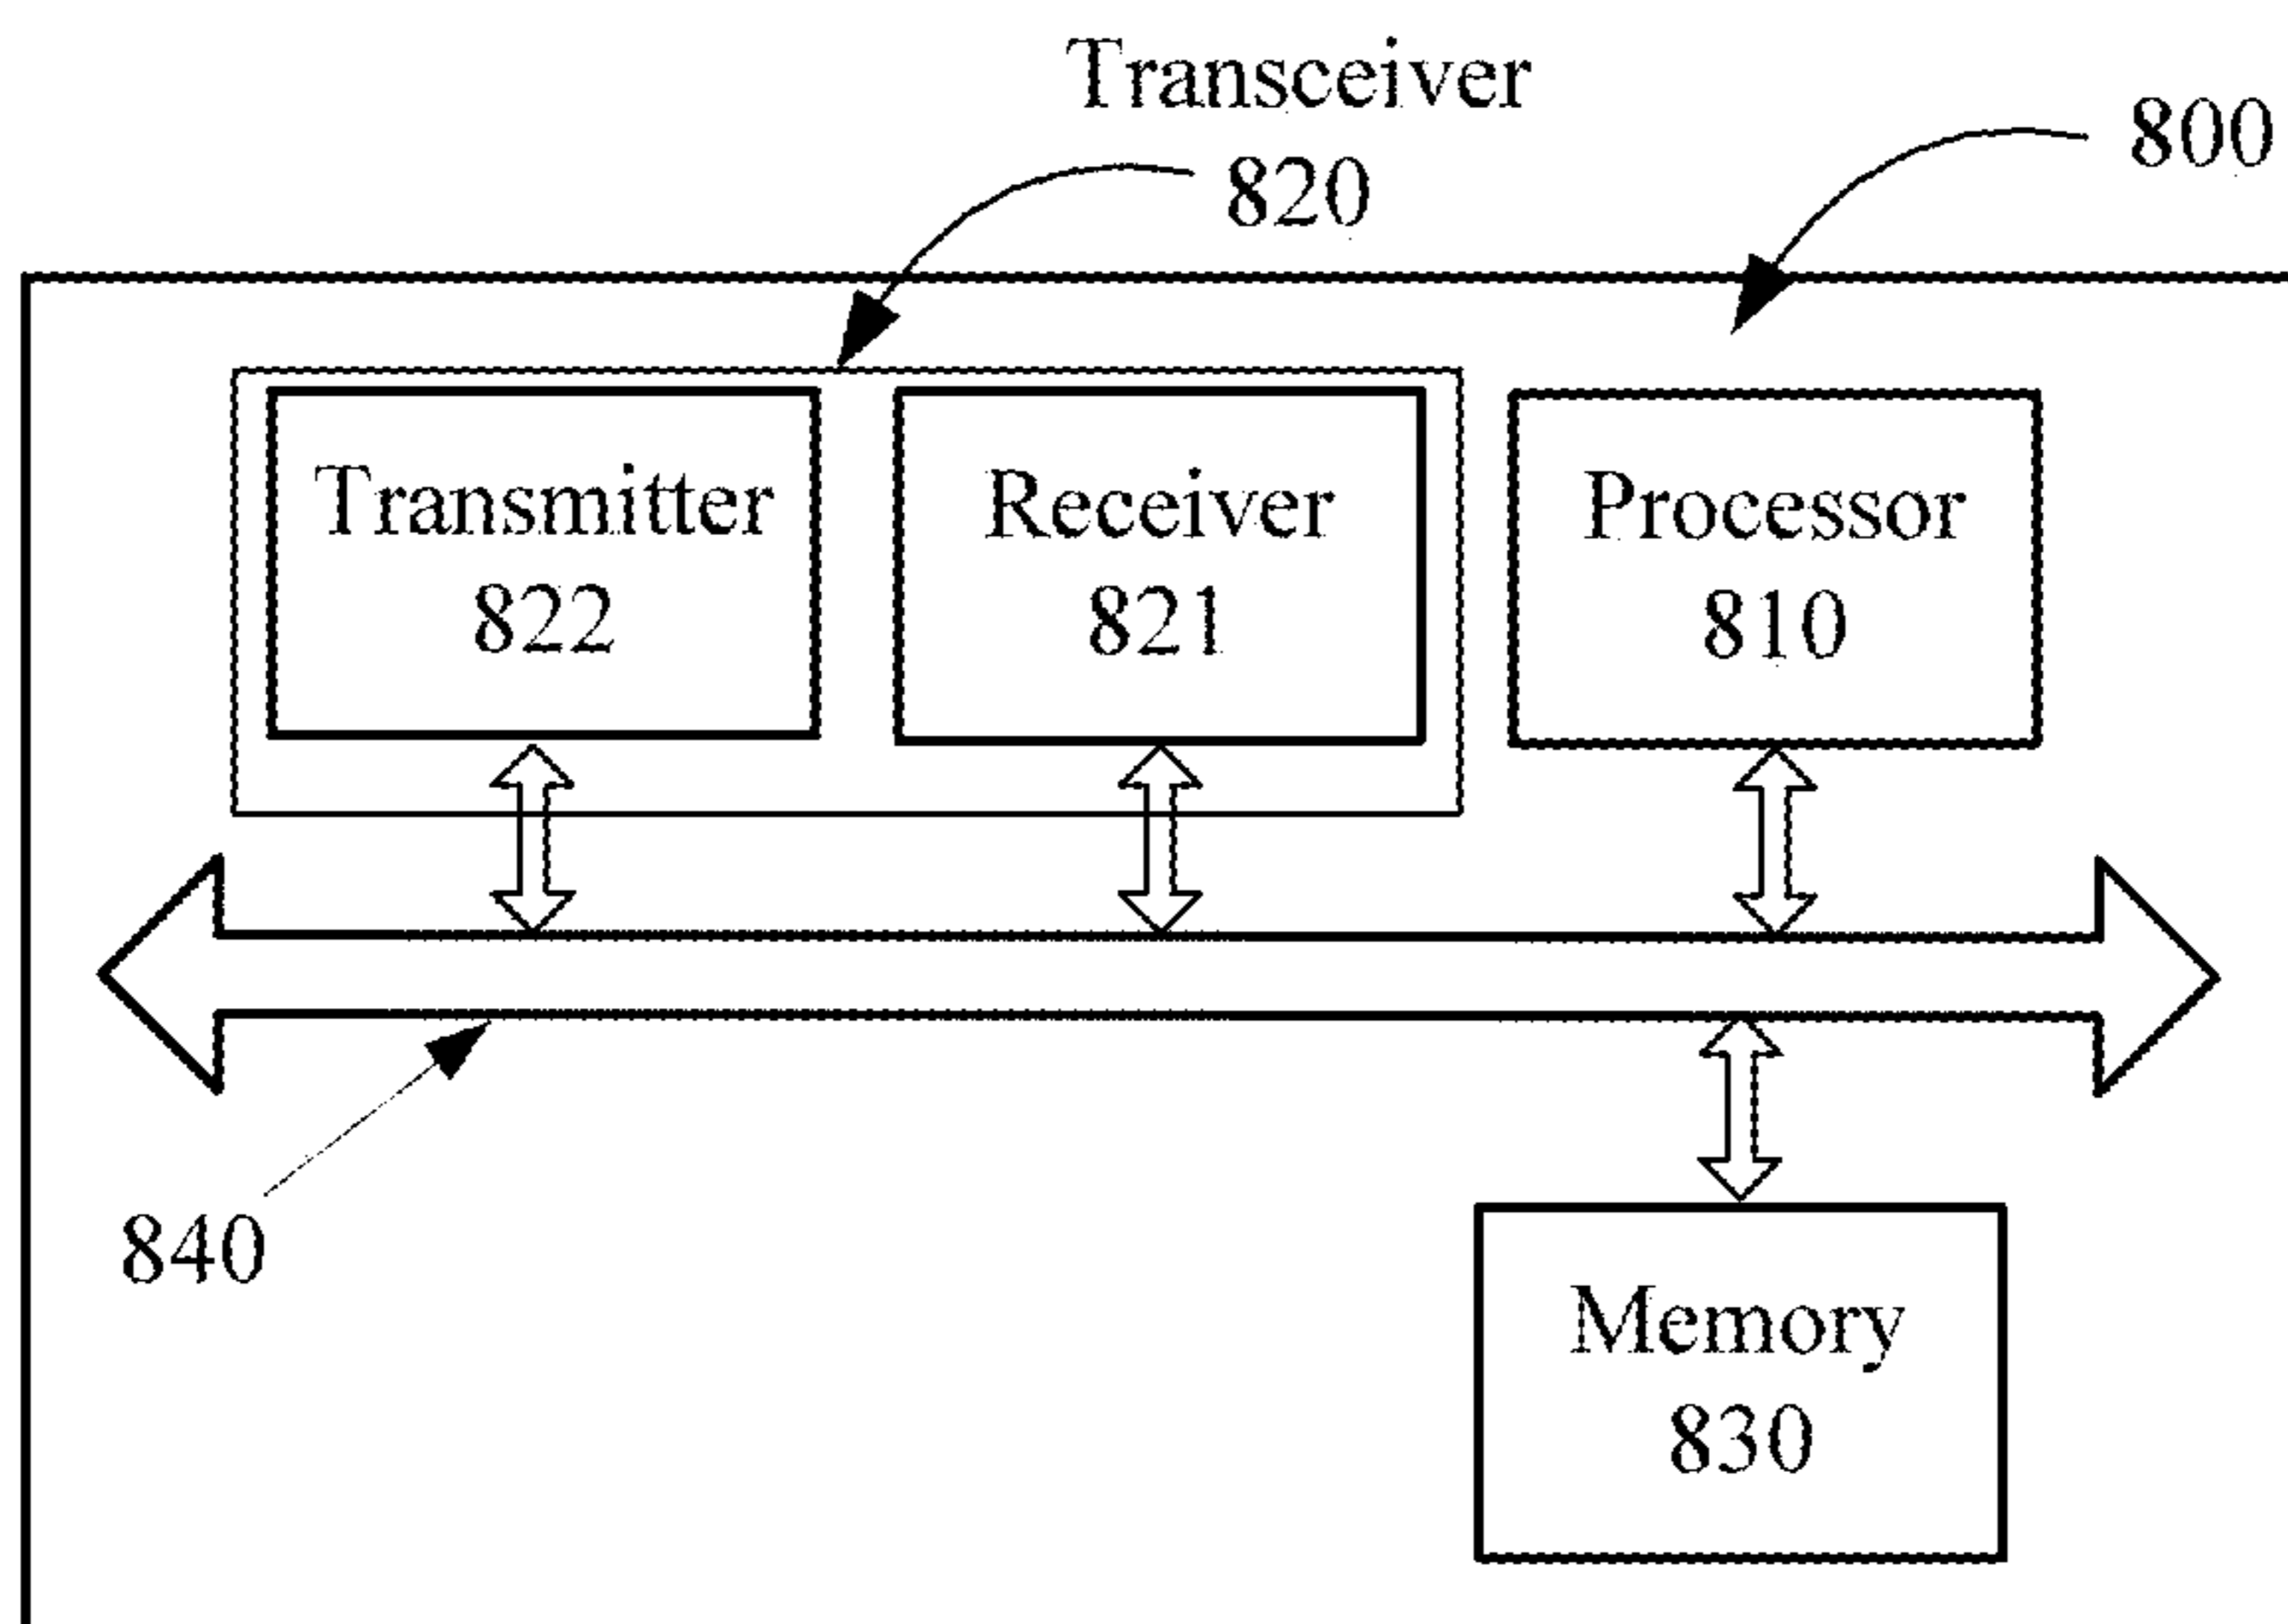 Transceiver
820
800
Transmitter
822
Receiver
821
Processor
810
840
Memory
830